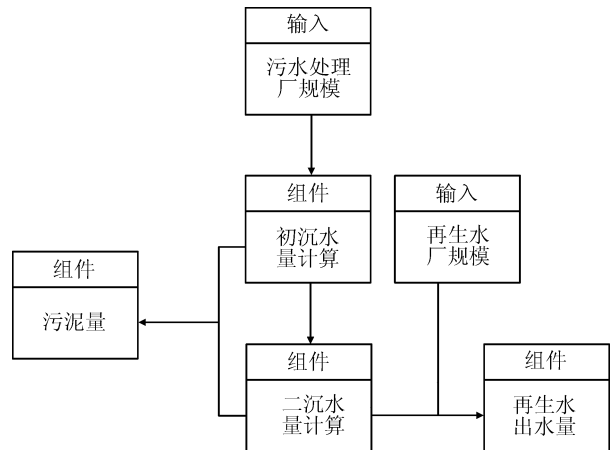 输入
污水处理
厂规模
组件
初沉水
量计算
输入
再生水
厂规模
组件
污泥量
组件
二沉水
量计算
组件
再生水
出水量